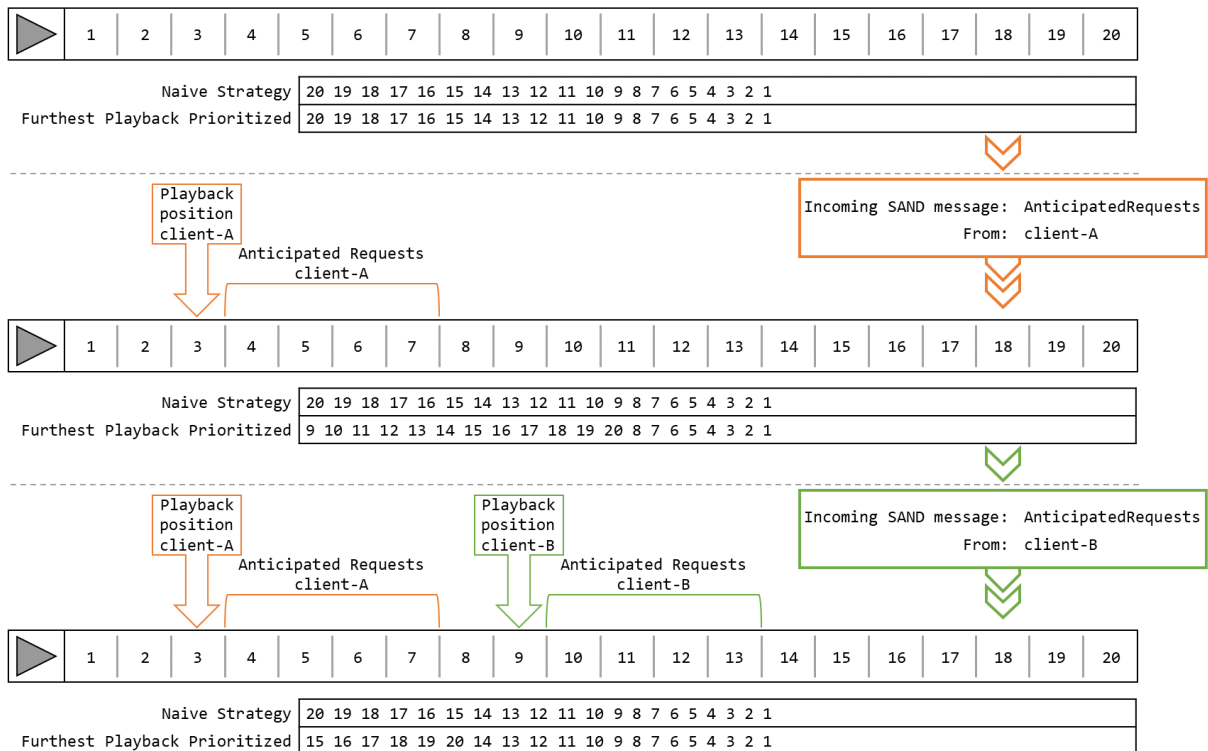 1 2 3 4 5 6 7 8 9 10 11 12 13 14 15 16 17 18 19 20
Naive Strategy 20 19 18 17 16 15 14 13 12 11 10 9 8 7 6 5 4 3 2 1
Furthest Playback Prioritized 20 19 18 17 16 15 14 13 12 11 10 9 8 7 6 5 4 3 2 1
Playback
position
client-A
Anticipated Requests
client-A
Incoming SAND message: AnticipatedRequests
From: client-A
1 2 3 4 5 6 7 8 9 10 11 12 13 14 15 16 17 18 19 20
Naive Strategy 20 19 18 17 16 15 14 13 12 11 10 9 8 7 6 5 4 3 2 1
Furthest Playback Prioritized 9 10 11 12 13 14 15 16 17 18 19 20 8 7 6 5 4 3 2 1
Playback
position
client-A
Anticipated Requests
client-A
Playback
position
client-B
Anticipated Requests
client-B
Incoming SAND message: AnticipatedRequests
From: client-B
1 2 3 4 5 6 7 8 9 10 11 12 13 14 15 16 17 18 19 20
Naive Strategy 20 19 18 17 16 15 14 13 12 11 10 9 8 7 6 5 4 3 2 1
Furthest Playback Prioritized 15 16 17 18 19 20 14 13 12 11 10 9 8 7 6 5 4 3 2 1